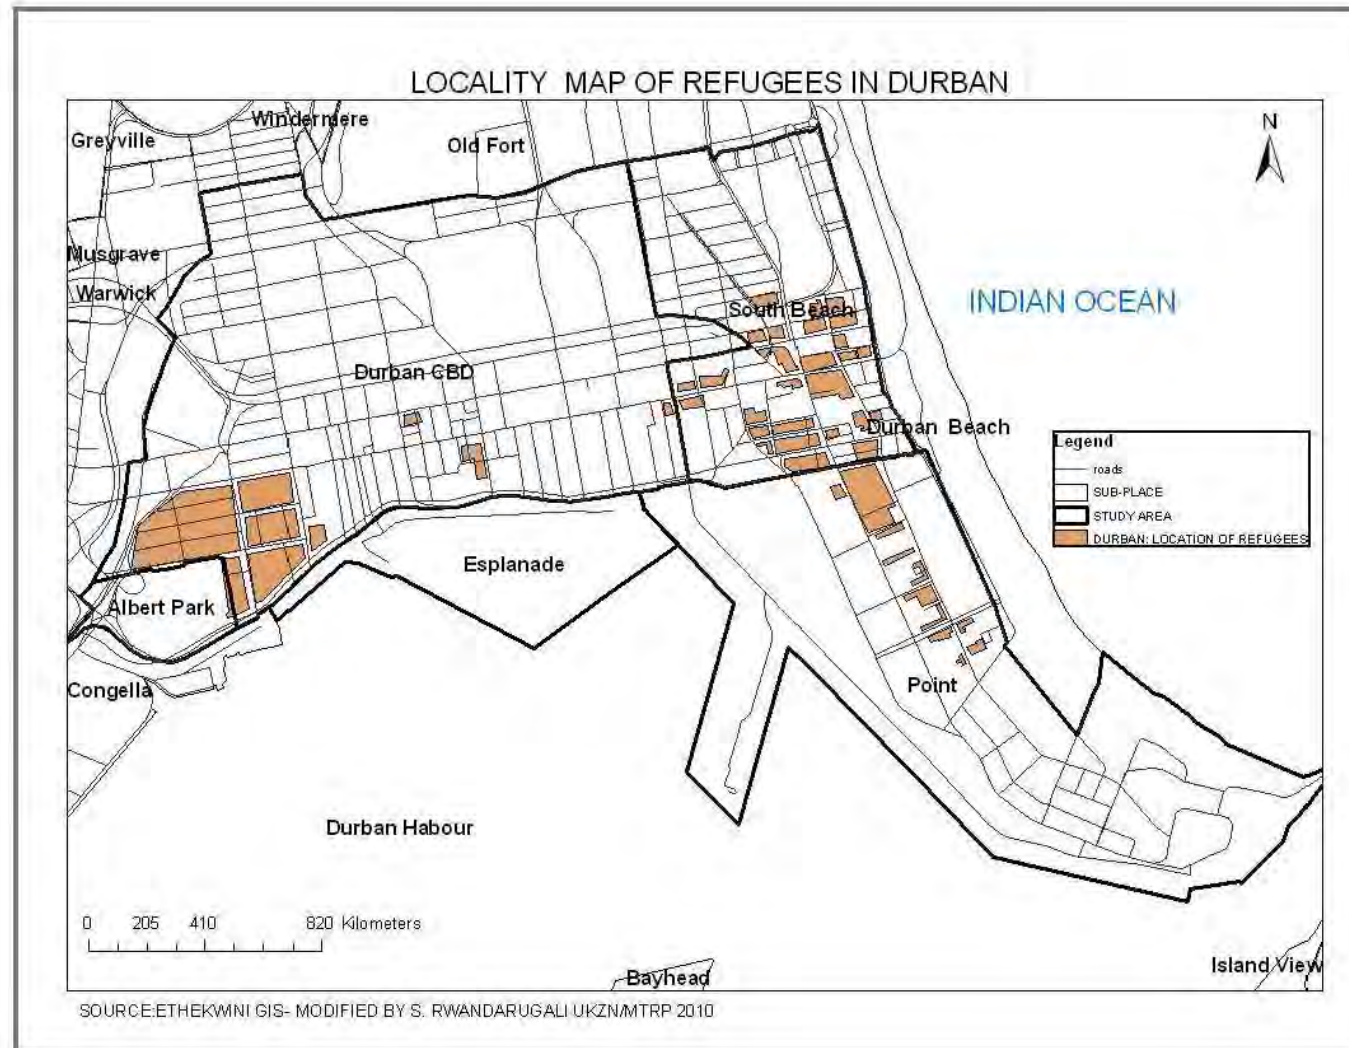 LOCALITY MAP OF REFUGEES IN DURBAN
Windermere
Greyville
Old Fort
N
Musgrave
Warwick
INDIAN OCEAN
South Beach
Durban CBD
Durban Beach
Legend
roads
SUB-PLACE
STUDY AREA
DURBAN: LOCATION OF REFUGEES
Esplanade
Albert Park
Congella
Point
Durban Habour
0 205 410 820 Kilometers
Island View
Bayhead
SOURCE:ETHEKWINI GIS- MODIFIED BY S. RWANDARUGALI UKZN/MTRP 2010